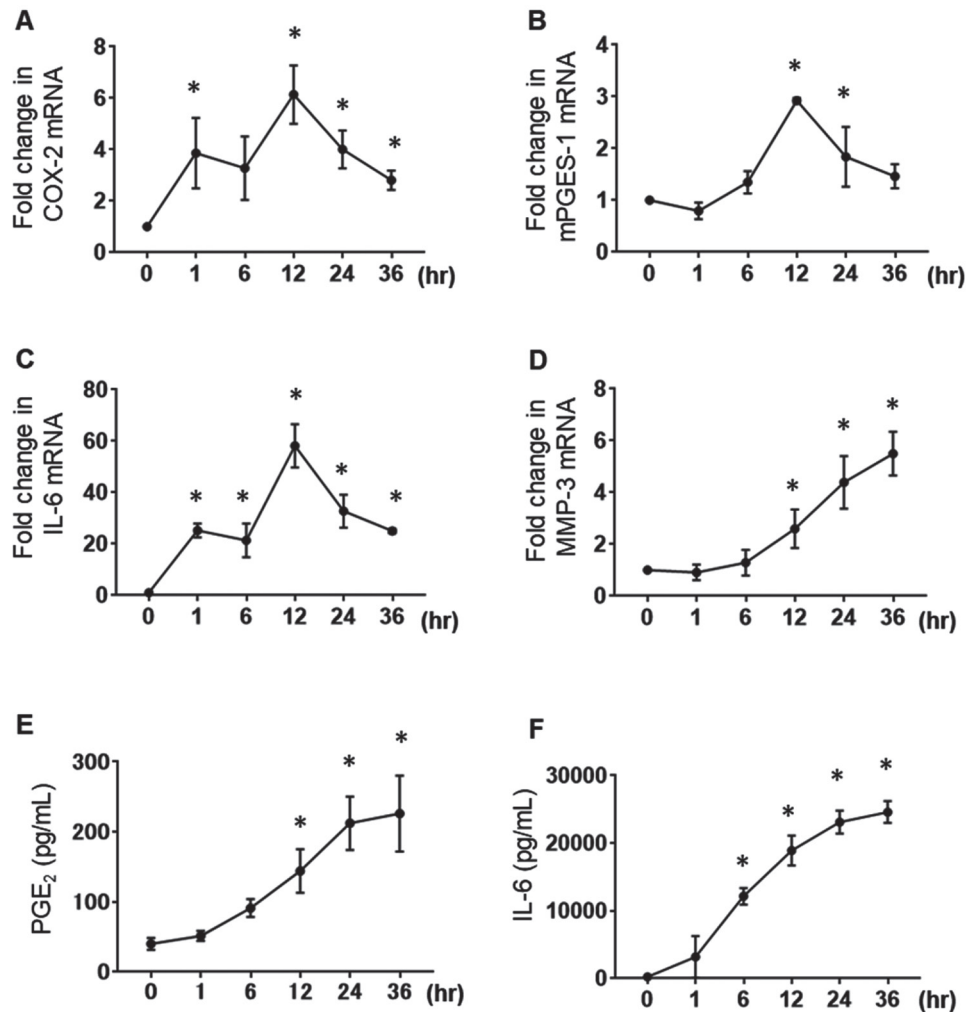 A
Fold change in
COX-2 mRNA
8
6
4
2
0
* * * *
0 1 6 12 24 36 (hr)
B
Fold change in
mPGES-1 mRNA
4
3
2
1
0
* *
0 1 6 12 24 36 (hr)
C
Fold change in
IL-6 mRNA
80
60
40
20
0
* * * * *
0 1 6 12 24 36 (hr)
D
Fold change in
MMP-3 mRNA
8
6
4
2
0
* * *
0 1 6 12 24 36 (hr)
E
PGE₂ (pg/mL)
300
200
100
0
* * *
0 1 6 12 24 36 (hr)
F
IL-6 (pg/mL)
30000
20000
10000
0
* * * *
0 1 6 12 24 36 (hr)